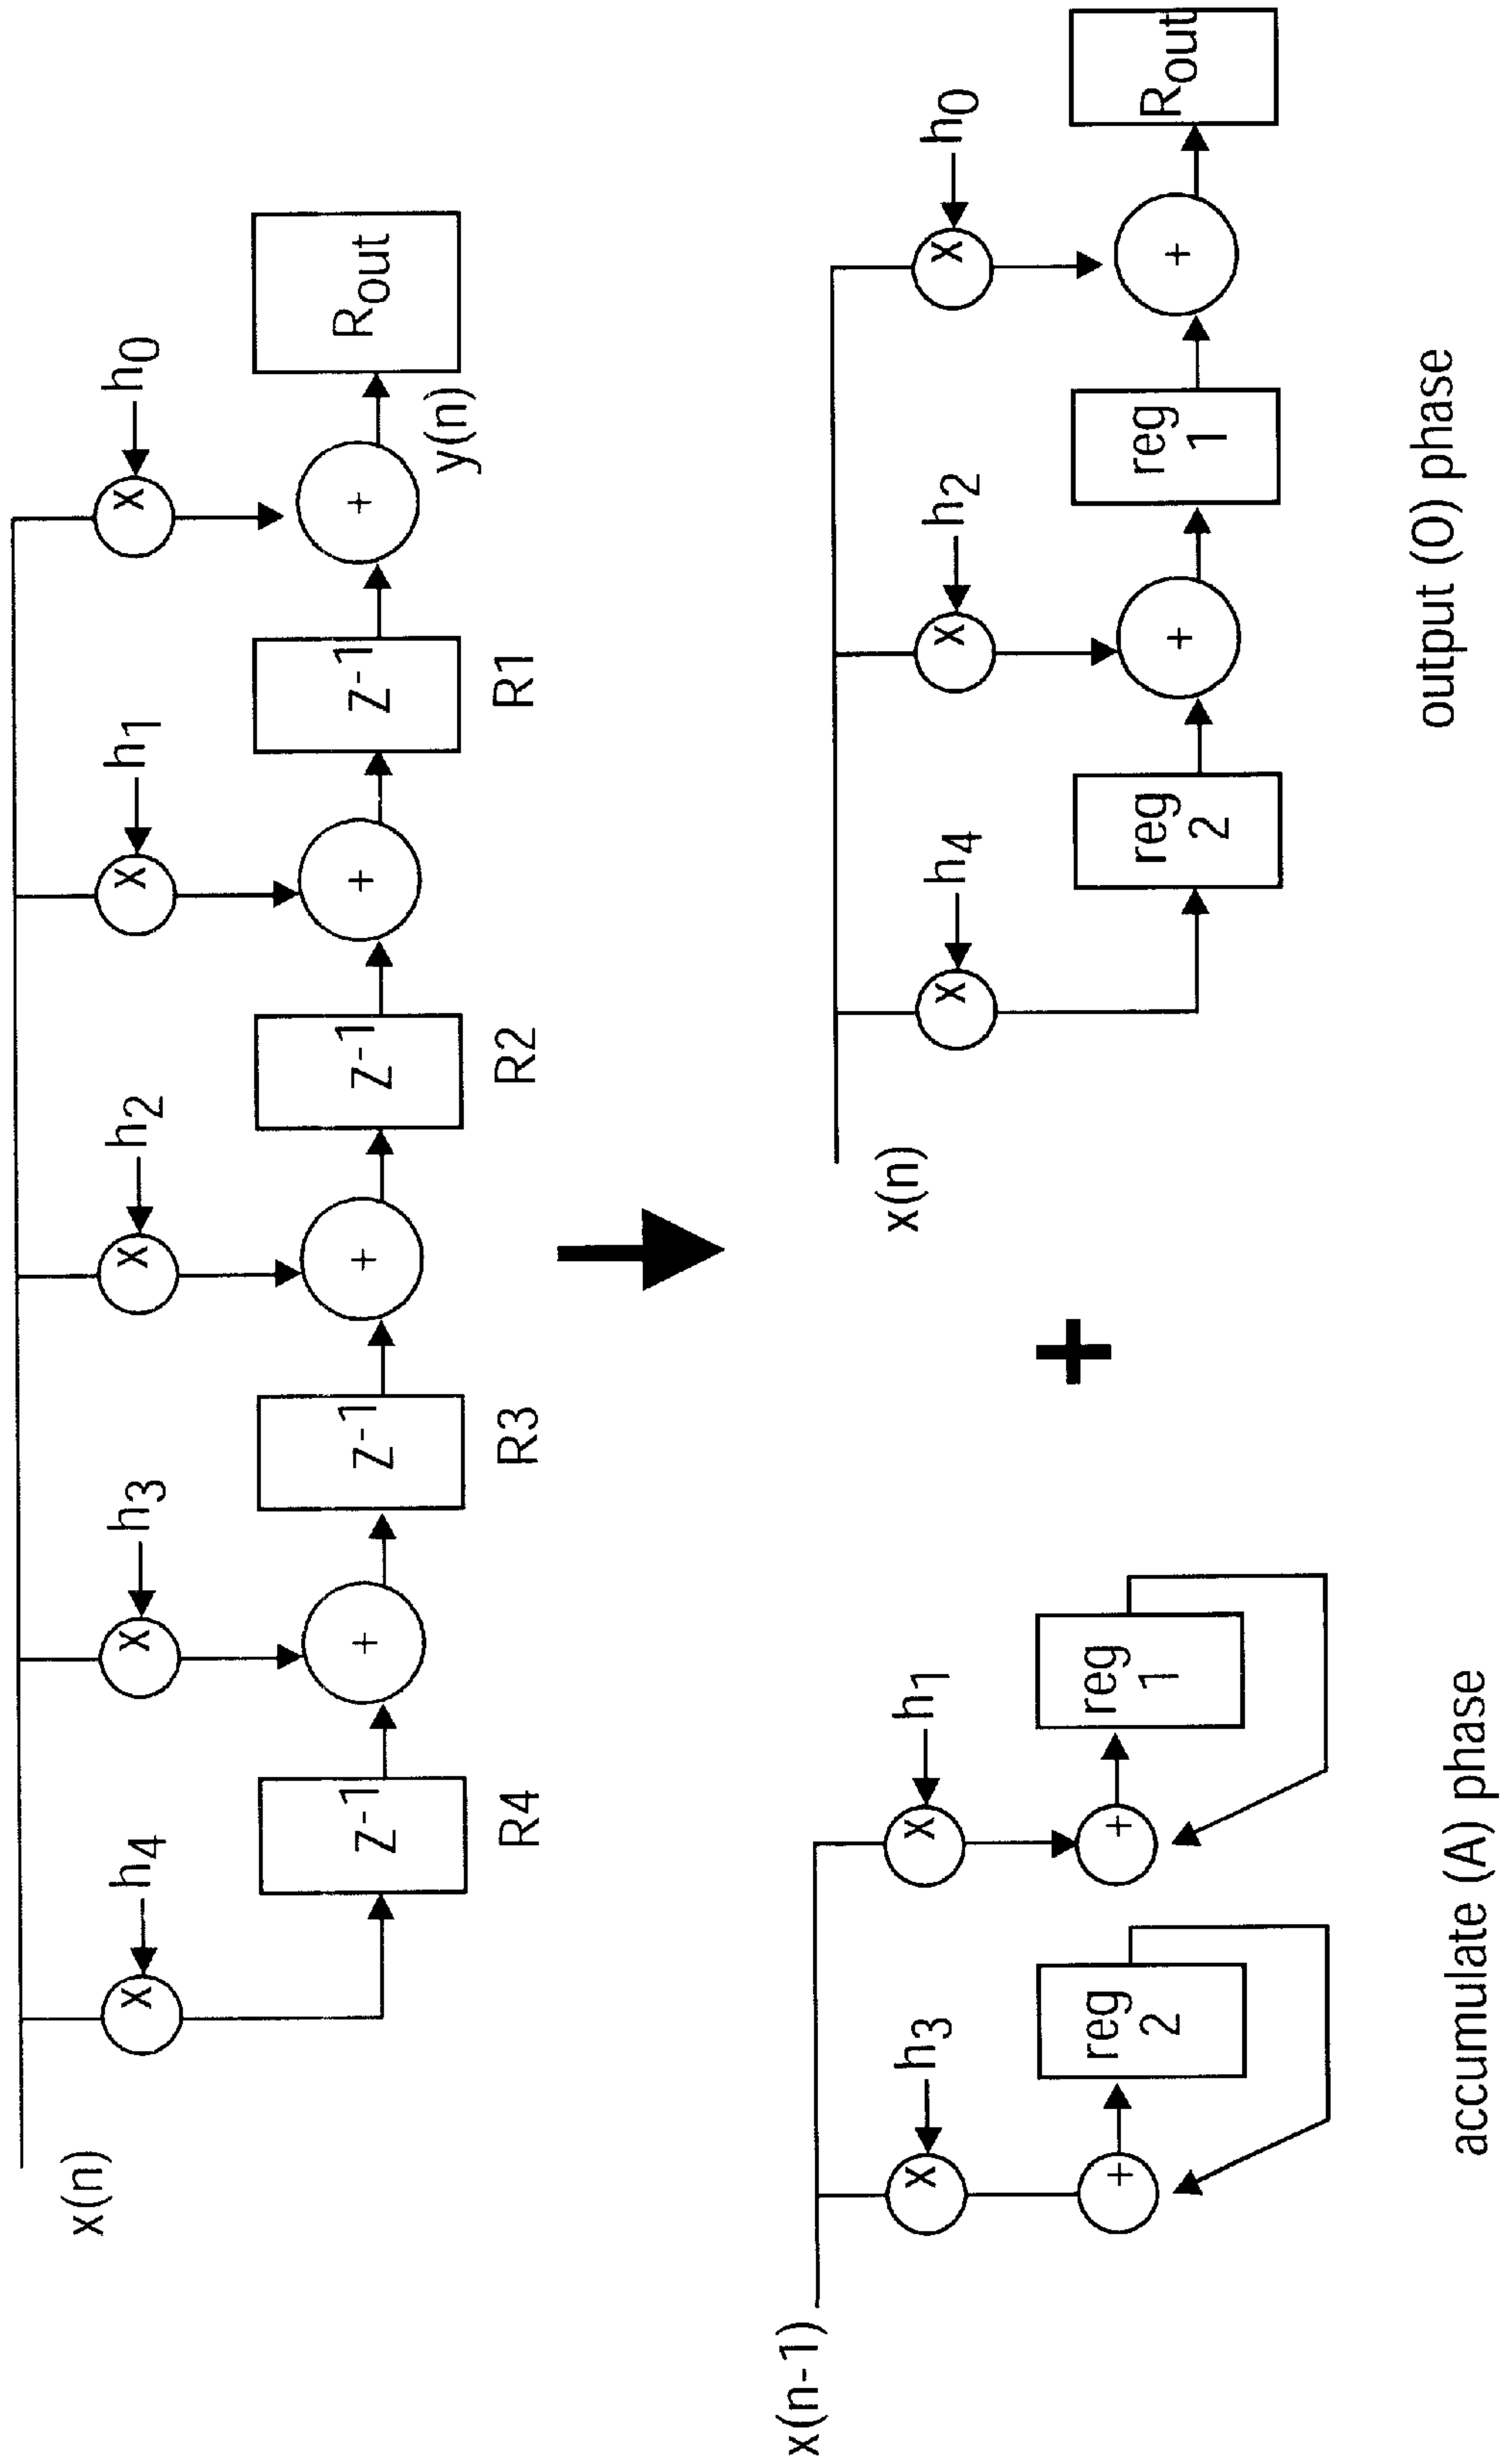 x(n)
h4 h3 h2 h1 h0
x x x x x
z-1 + z-1 + z-1 + z-1 + Rout
R4 R3 R2 R1 y(n)
+
x(n-1)
h3 h1
x x
+ reg 2 + reg 1
accumulate (A) phase
x(n)
h4 h2 h0
x x x
reg 2 + reg 1 + Rout
output (O) phase